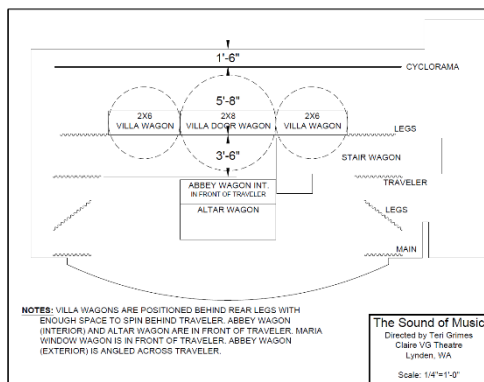 1'-6"
CYCLORAMA
5'-8"
2X6
VILLA WAGON
2X8
VILLA DOOR WAGON
2X6
VILLA WAGON
LEGS
3'-6"
STAIR WAGON
ABBEY WAGON INT.
IN FRONT OF TRAVELER
TRAVELER
ALTAR WAGON
LEGS
MAIN
NOTES: VILLA WAGONS ARE POSITIONED BEHIND REAR LEGS WITH
ENOUGH SPACE TO SPIN BEHIND TRAVELER. ABBEY WAGON
(INTERIOR) AND ALTAR WAGON ARE IN FRONT OF TRAVELER. MARIA
WINDOW WAGON IS IN FRONT OF TRAVELER. ABBEY WAGON
(EXTERIOR) IS ANGLED ACROSS TRAVELER.
The Sound of Music
Directed by Teri Grimes
Claire VG Theatre
Lynden, WA
Scale: 1/4"=1'-0"